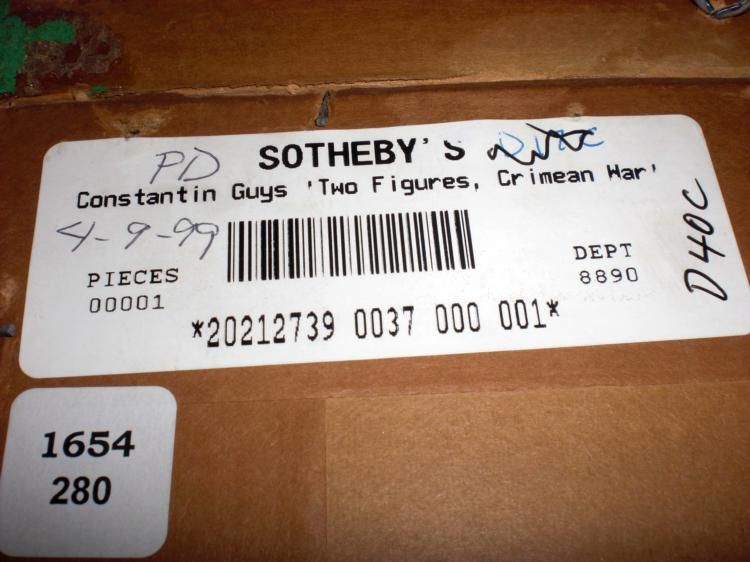 PD SOTHEBY'S
Constantin Guys 'Two Figures, Crimean War'
4-9-99
PIECES
00001
DEPT
8890
*20212739 0037 000 001*
D40C
1654
280